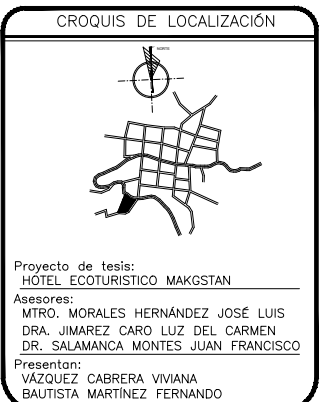 CROQUIS DE LOCALIZACIÓN
NORTE
Proyecto de tesis:
HOTEL ECOTURISTICO MAKGSTAN
Asesores:
MTRO. MORALES HERNÁNDEZ JOSÉ LUIS
DRA. JIMAREZ CARO LUZ DEL CARMEN
DR. SALAMANCA MONTES JUAN FRANCISCO
Presentan:
VÁZQUEZ CABRERA VIVIANA
BAUTISTA MARTÍNEZ FERNANDO